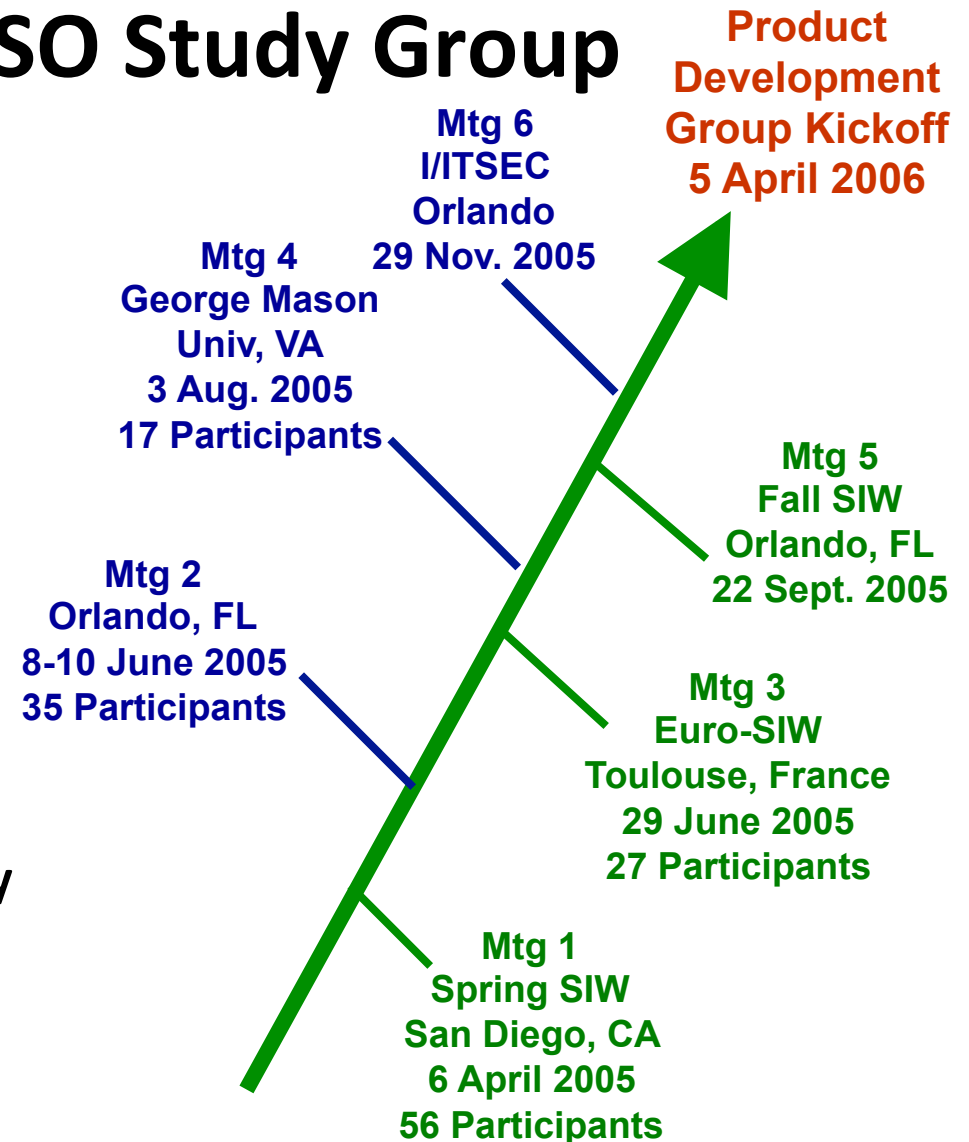 SO Study Group
Product
Development
Group Kickoff
5 April 2006
Mtg 6
I/ITSEC
Orlando
29 Nov. 2005
Mtg 4
George Mason
Univ, VA
3 Aug. 2005
17 Participants
Mtg 5
Fall SIW
Orlando, FL
22 Sept. 2005
Mtg 2
Orlando, FL
8-10 June 2005
35 Participants
Mtg 3
Euro-SIW
Toulouse, France
29 June 2005
27 Participants
y
Mtg 1
Spring SIW
San Diego, CA
6 April 2005
56 Participants